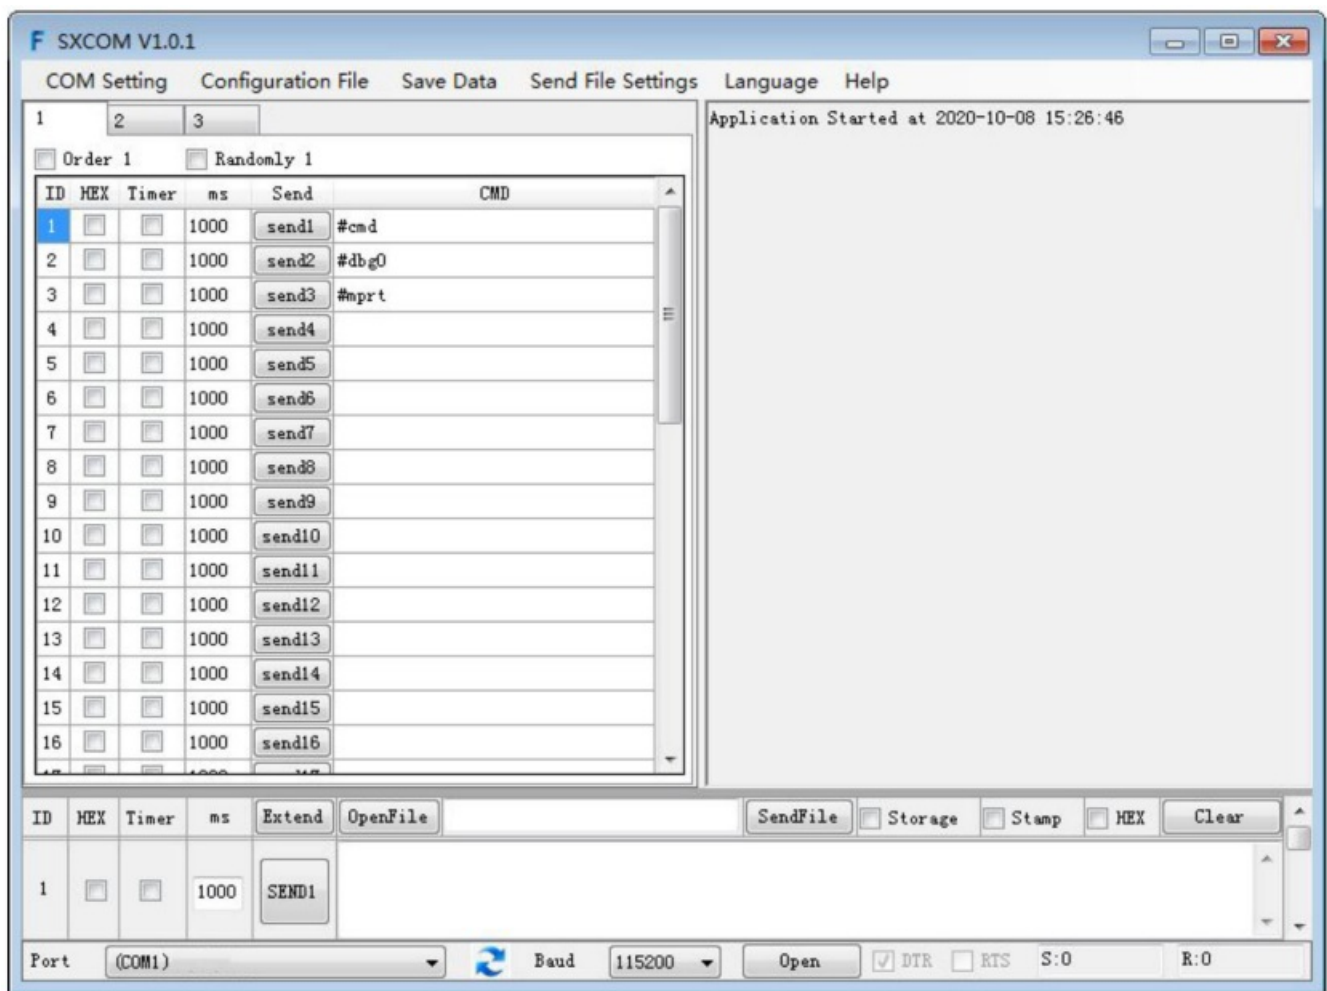 F SXCOM V1.0.1
COM Setting Configuration File Save Data Send File Settings Language Help
1 2 3
Order 1 Randomly 1
ID HEX Timer ms Send CMD
1 1000 send1 #cmd
2 1000 send2 #dbg0
3 1000 send3 #mprt
4 1000 send4
5 1000 send5
6 1000 send6
7 1000 send7
8 1000 send8
9 1000 send9
10 1000 send10
11 1000 send11
12 1000 send12
13 1000 send13
14 1000 send14
15 1000 send15
16 1000 send16
Application Started at 2020-10-08 15:26:46
ID HEX Timer ms Extend OpenFile SendFile Storage Stamp HEX Clear
1 1000 SEND1
Port (COM1) Baud 115200 Open DTR RTS S:0 R:0